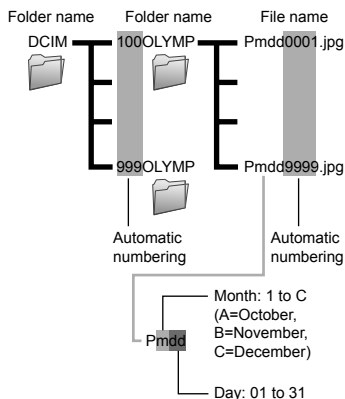 Folder name Folder name File name
DCIM 100OLYMP Pmdd0001.jpg
999OLYMP Pmdd9999.jpg
Automatic numbering Automatic numbering
Month: 1 to C
(A=October,
B=November,
C=December)
Pmdd
Day: 01 to 31